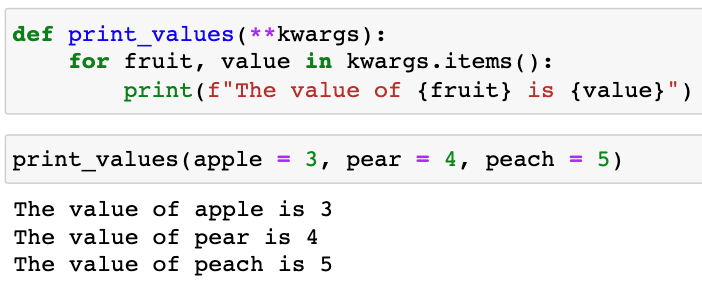 def print_values(**kwargs):
    for fruit, value in kwargs.items():
        print(f"The value of {fruit} is {value}")
print_values(apple = 3, pear = 4, peach = 5)
The value of apple is 3
The value of pear is 4
The value of peach is 5